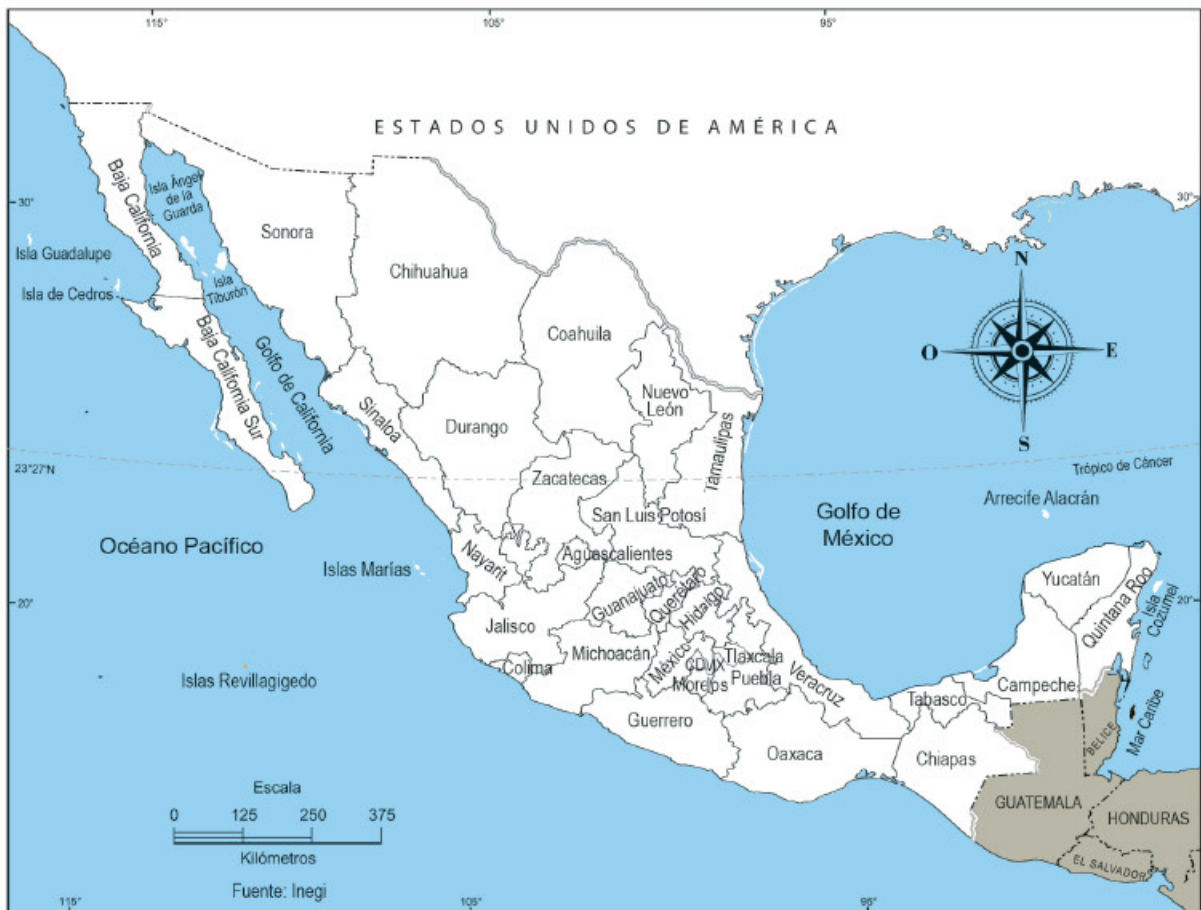 115°
105°
95°
ESTADOS UNIDOS DE AMÉRICA
30°
30°
Baja California
Isla Ángel
de la
Guarda
Sonora
Isla Guadalupe
Chihuahua
Isla de Cedros
Isla
Tiburón
N
O
E
S
Coahuila
Baja California Sur
Golfo de California
Nuevo
León
Sinaloa
Durango
Tamaulipas
23°27'N
Trópico de Cáncer
Zacatecas
Arrecife Alacrán
San Luis Potosí
Golfo de
México
Océano Pacífico
Aguascalientes
Nayarit
Islas Marías
Yucatán
Guanajuato
Querétaro
Hidalgo
Quintana Roo
Isla
Cozumel
20°
20°
Jalisco
Michoacán
México
CDMX
Tlaxcala
Colima
Morelos
Puebla
Veracruz
Islas Revillagigedo
Campeche
Tabasco
Guerrero
Mar Caribe
BELICE
Oaxaca
Chiapas
Escala
GUATEMALA
0 125 250 375
HONDURAS
Kilómetros
EL SALVADOR
Fuente: Inegi
115°
105°
95°